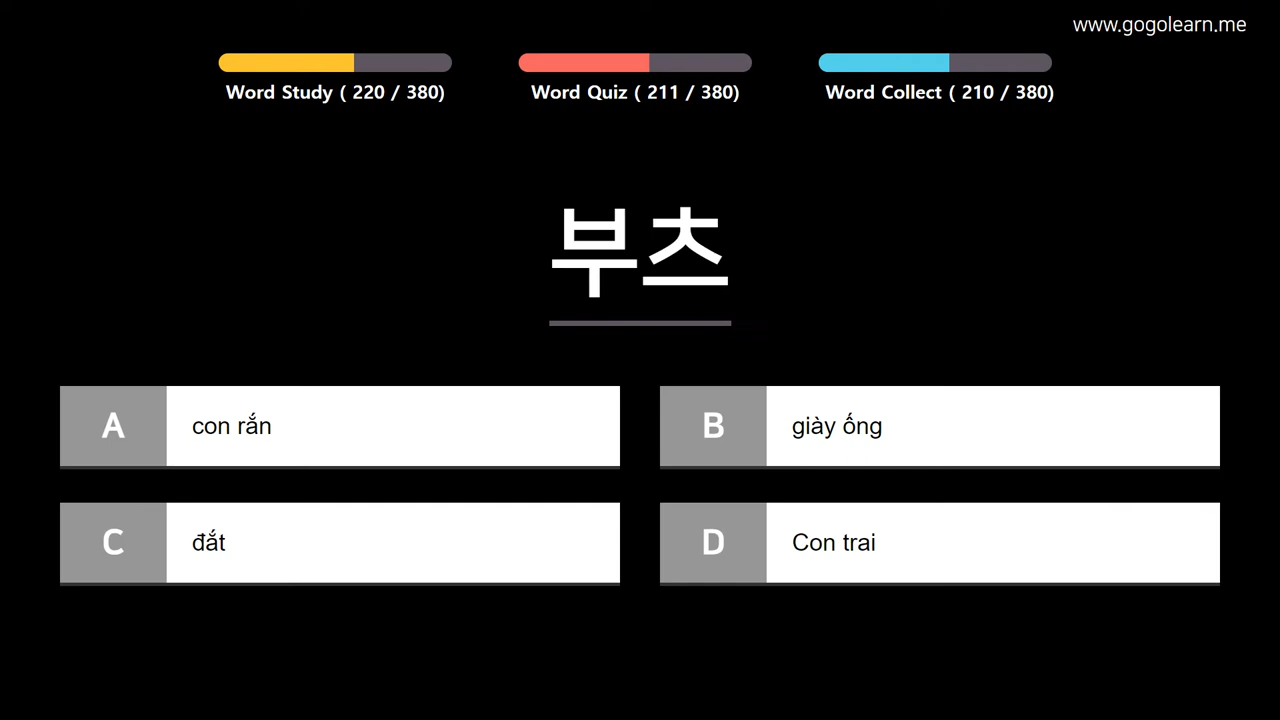 www.gogolearn.me
Word Study ( 220 / 380)
Word Quiz ( 211 / 380)
Word Collect ( 210 / 380)
부츠
A con rắn
B giày ống
C đắt
D Con trai